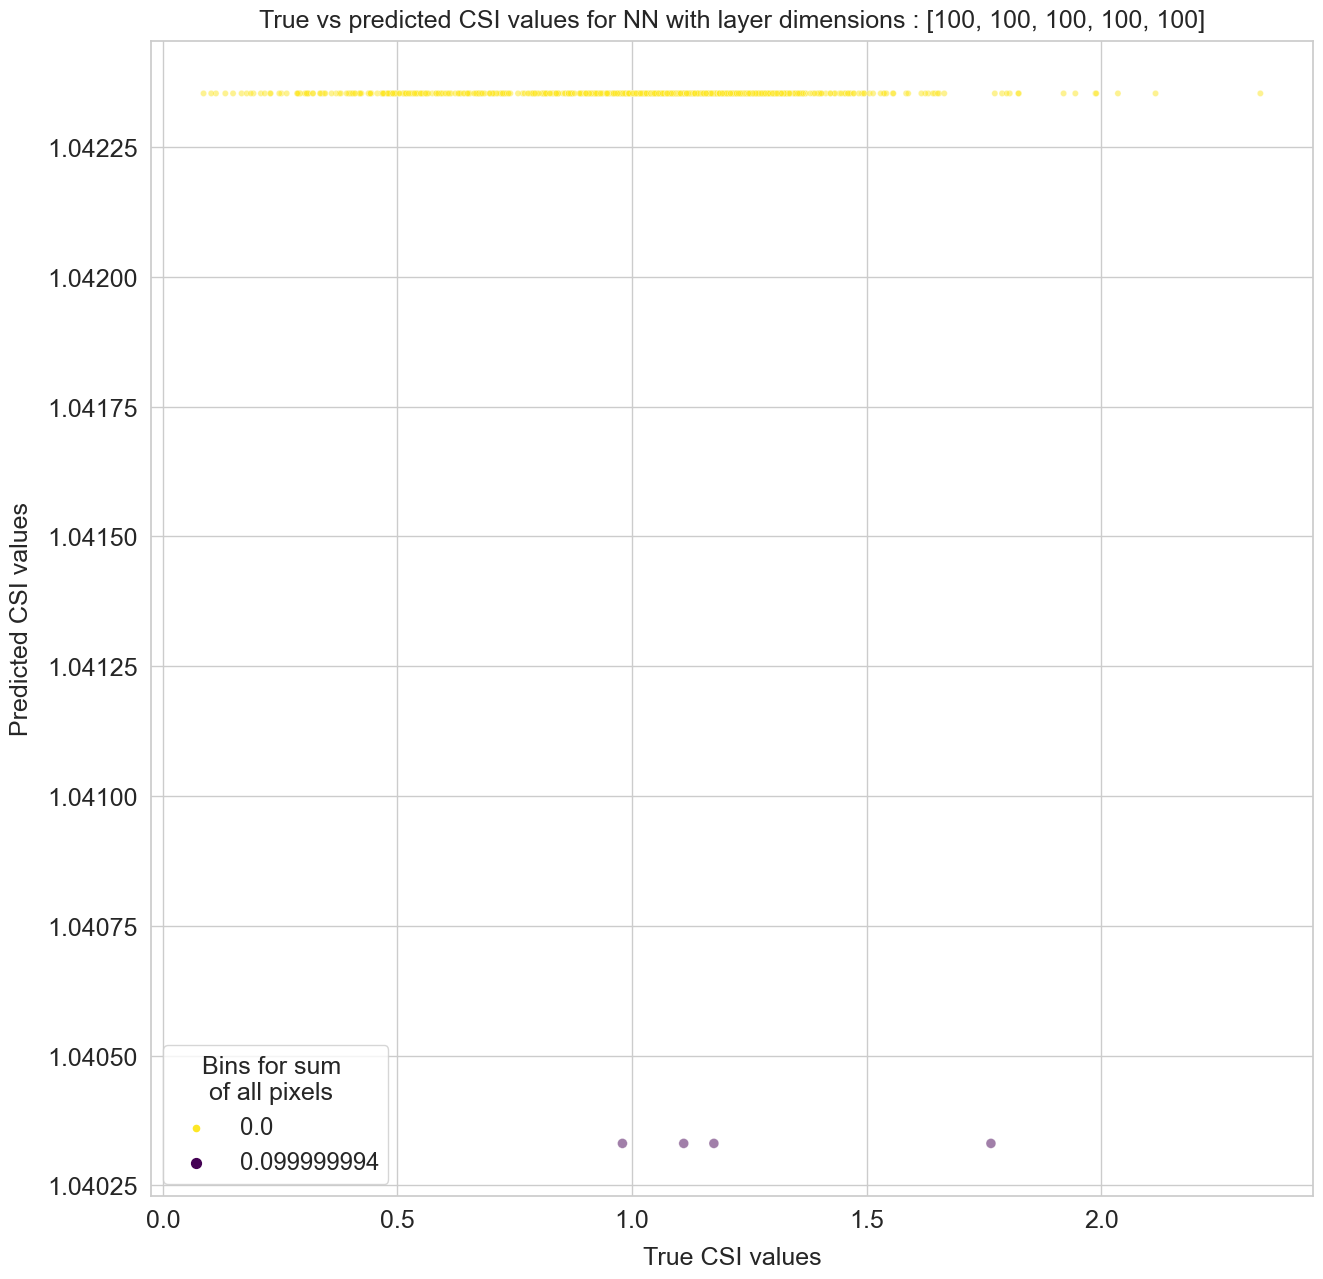 True vs predicted CSI values for NN with layer dimensions : [100, 100, 100, 100, 100]
Predicted CSI values
1.04225
1.04200
1.04175
1.04150
1.04125
1.04100
1.04075
1.04050
1.04025
Bins for sum
of all pixels
0.0
0.099999994
0.0 0.5 1.0 1.5 2.0
True CSI values